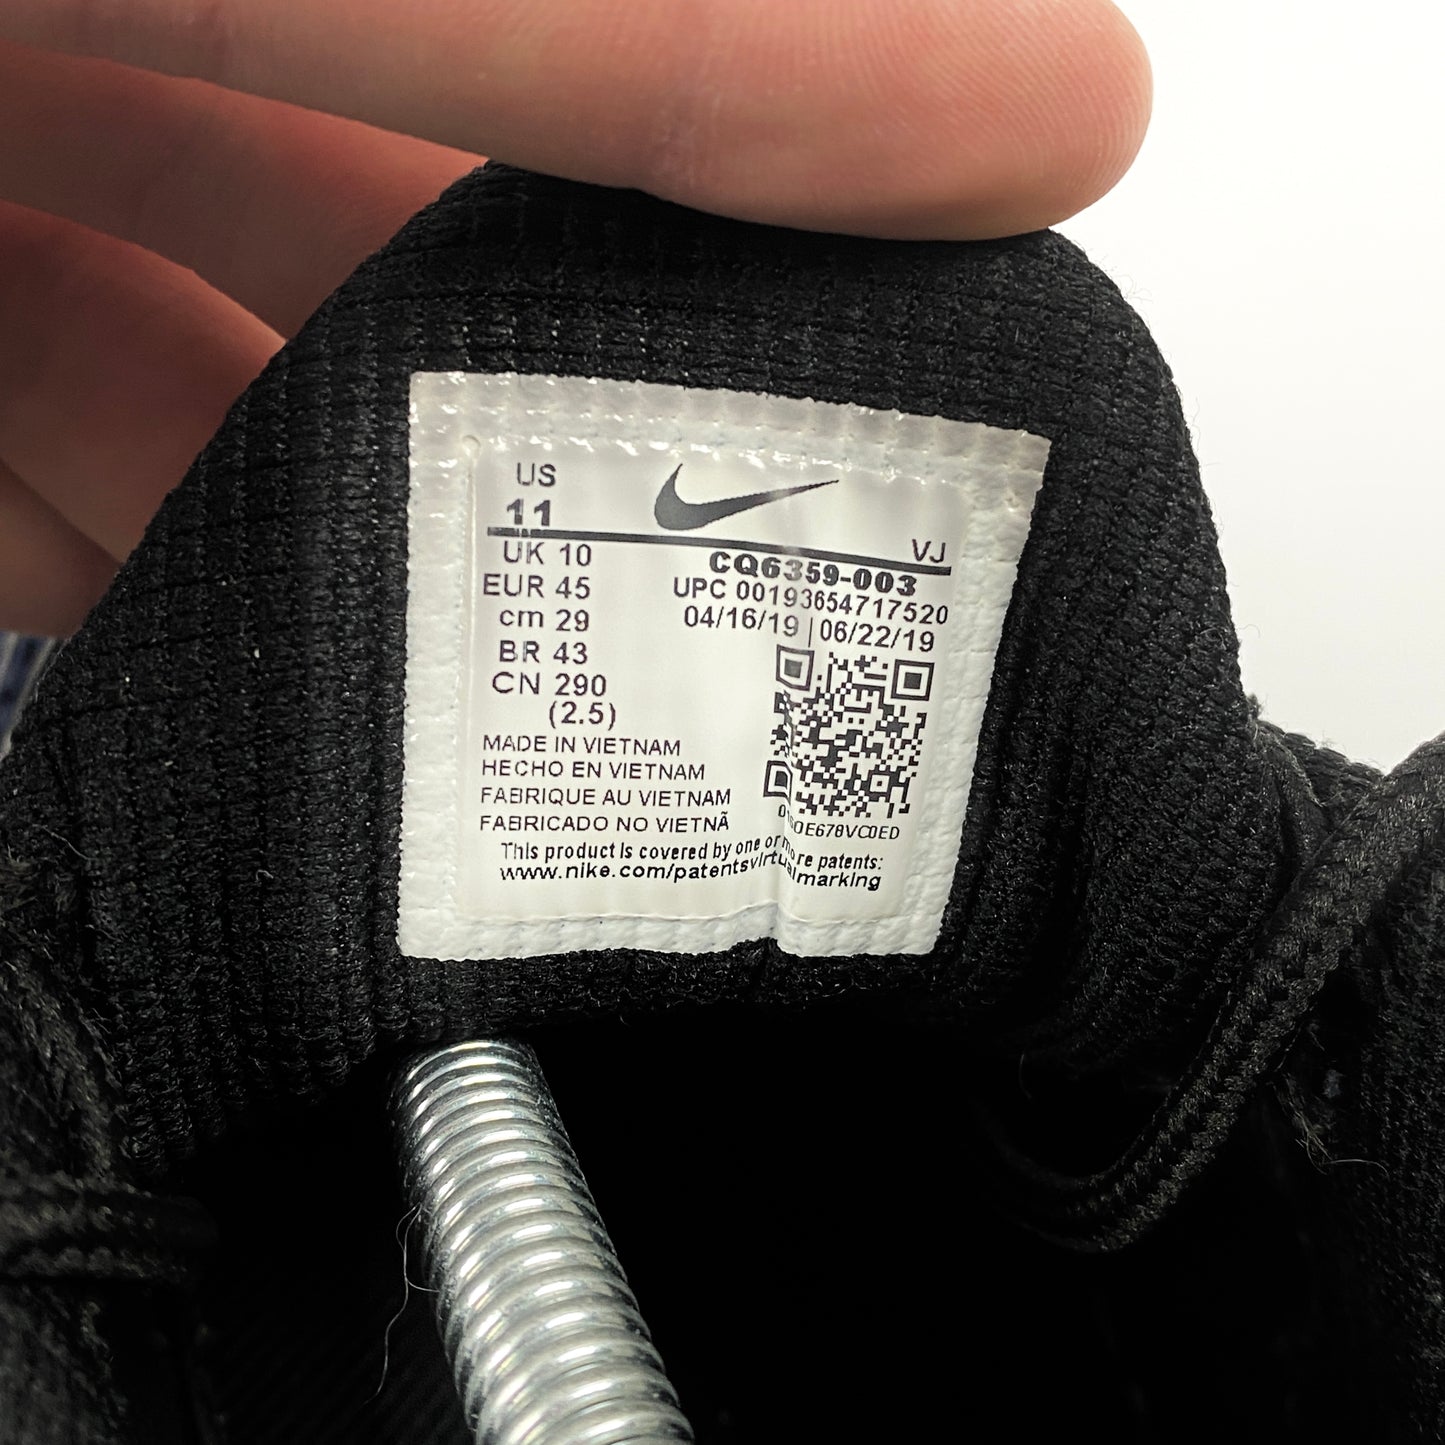 US
11
UK 10
EUR 45
cm 29
BR 43
CN 290
(2.5)
VJ
CQ6359-003
UPC 00193654717520
04/16/19 | 06/22/19
MADE IN VIETNAM
HECHO EN VIETNAM
FABRIQUE AU VIETNAM
FABRICADO NO VIETNÃ
This product is covered by one or more patents:
www.nike.com/patentsvirtualmarking